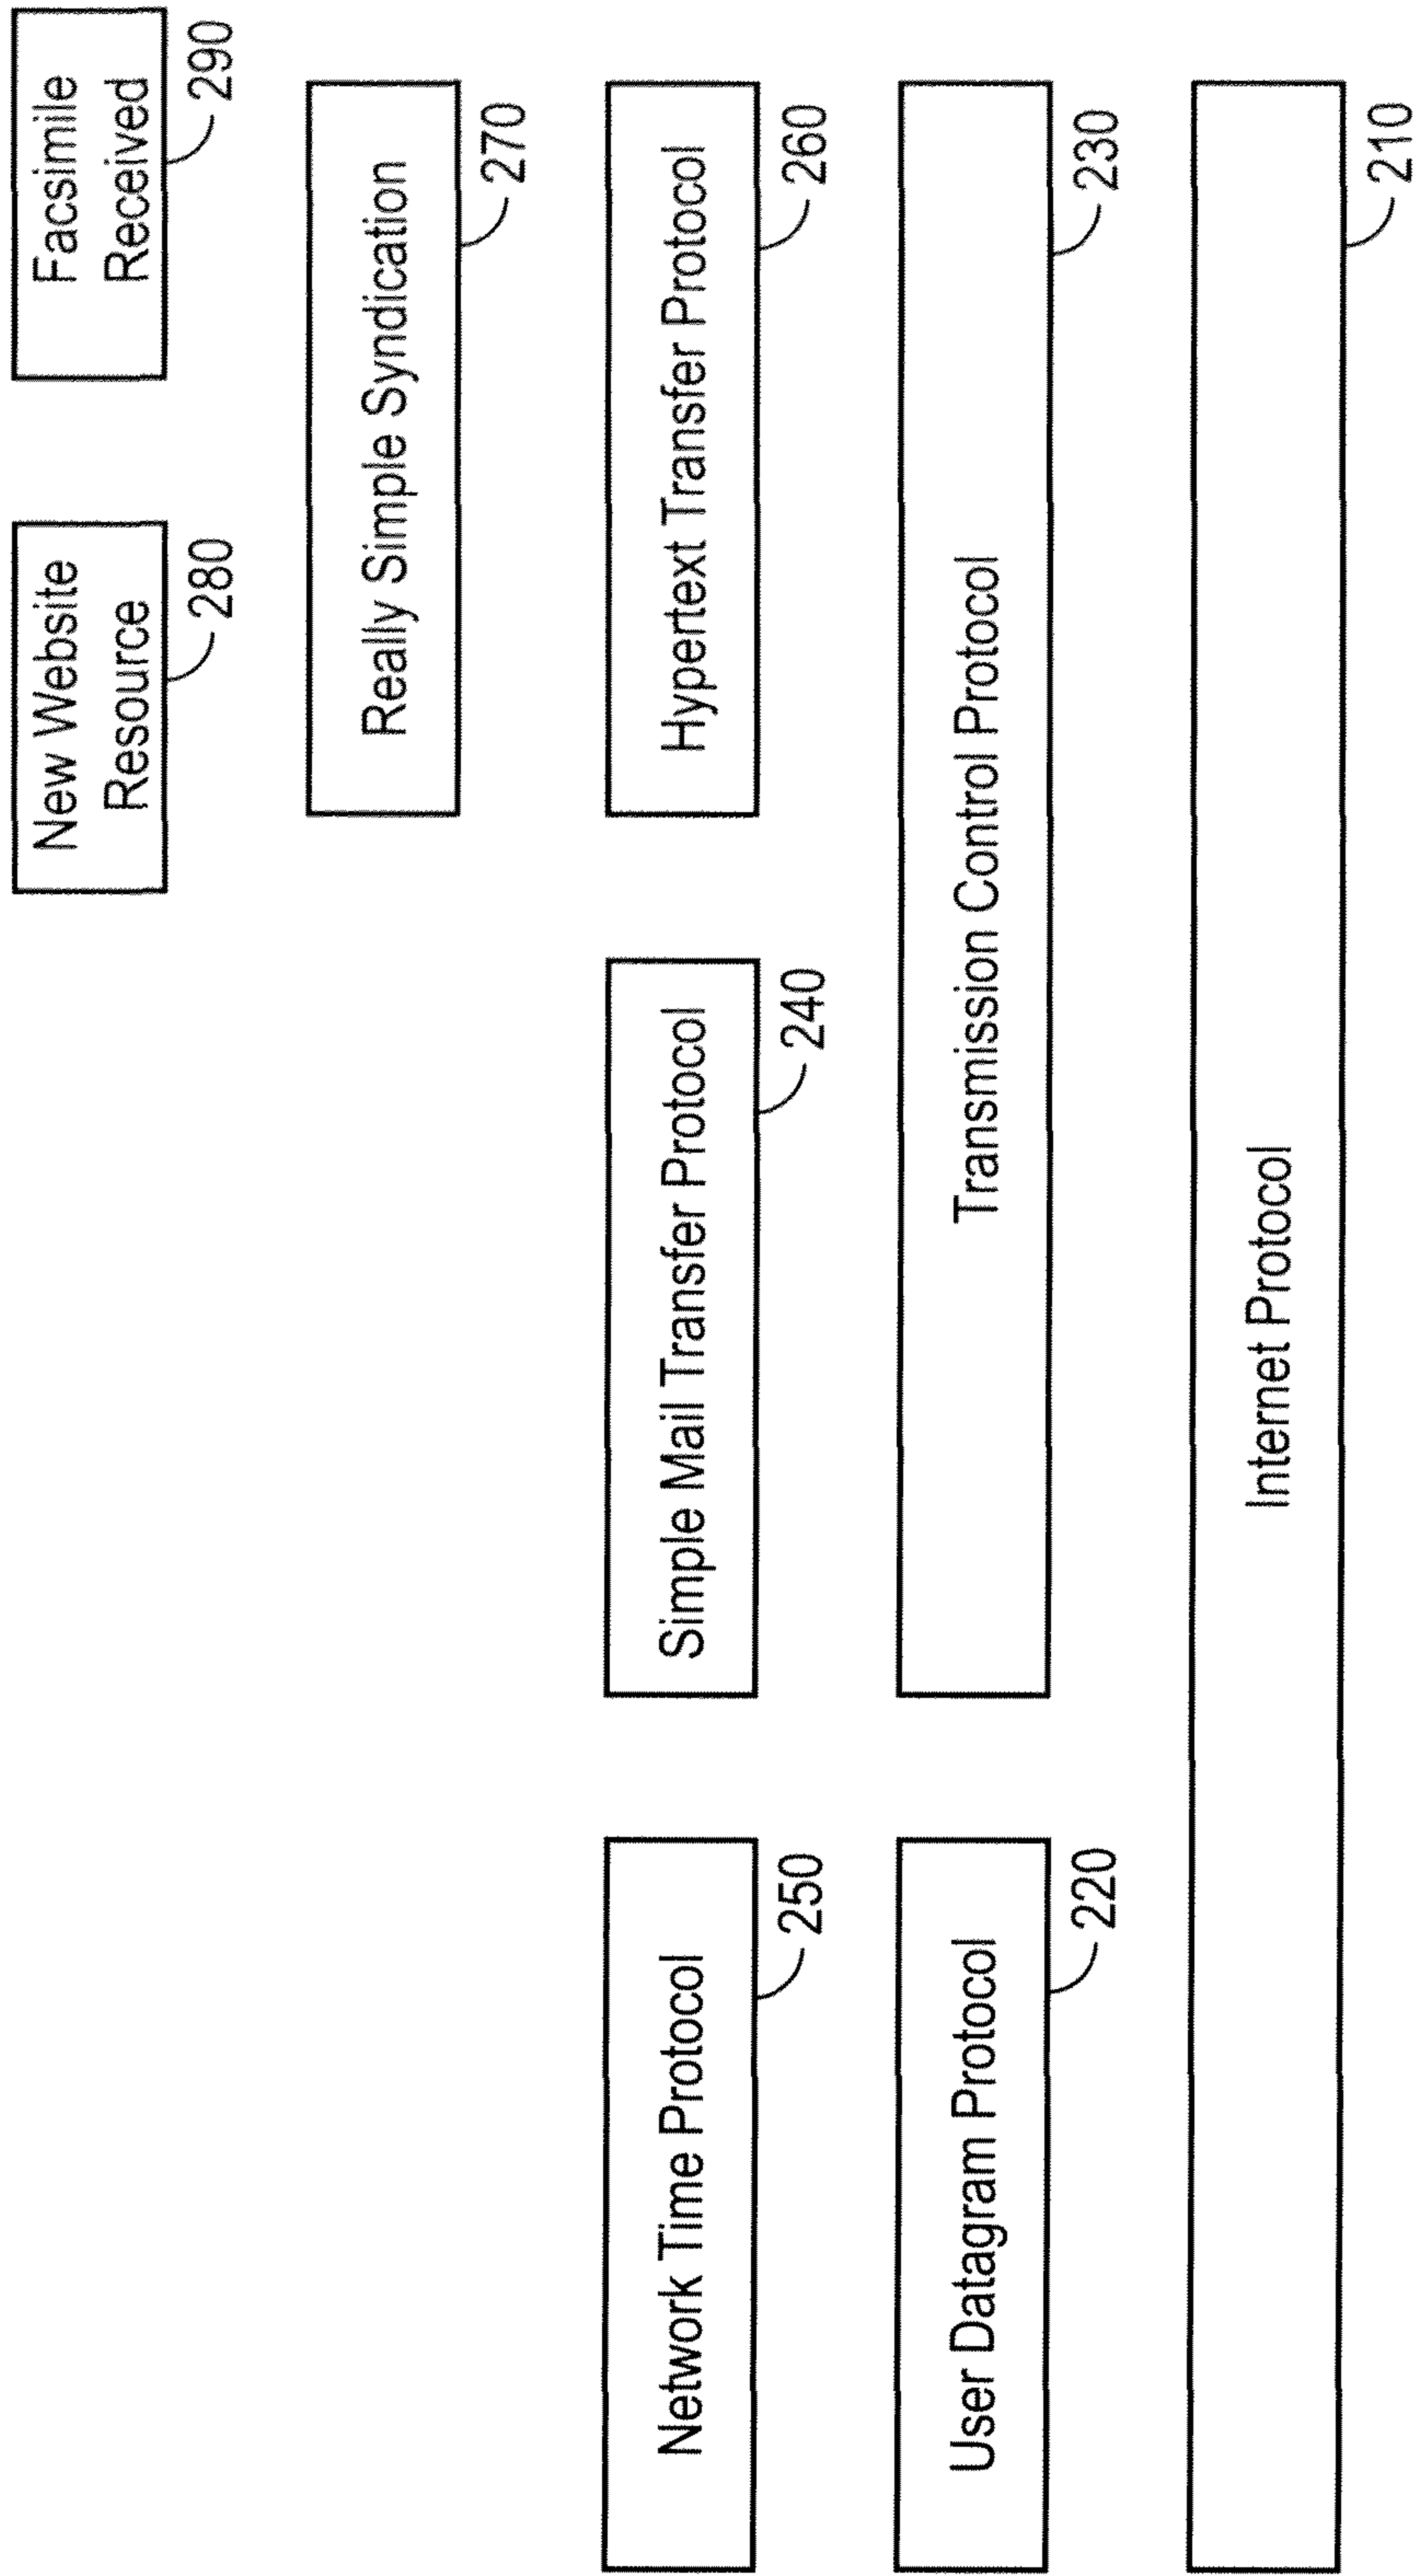 New Website
Resource
280
Facsimile
Received
290
Really Simple Syndication
270
Network Time Protocol
250
Simple Mail Transfer Protocol
240
Hypertext Transfer Protocol
260
User Datagram Protocol
220
Transmission Control Protocol
230
Internet Protocol
210